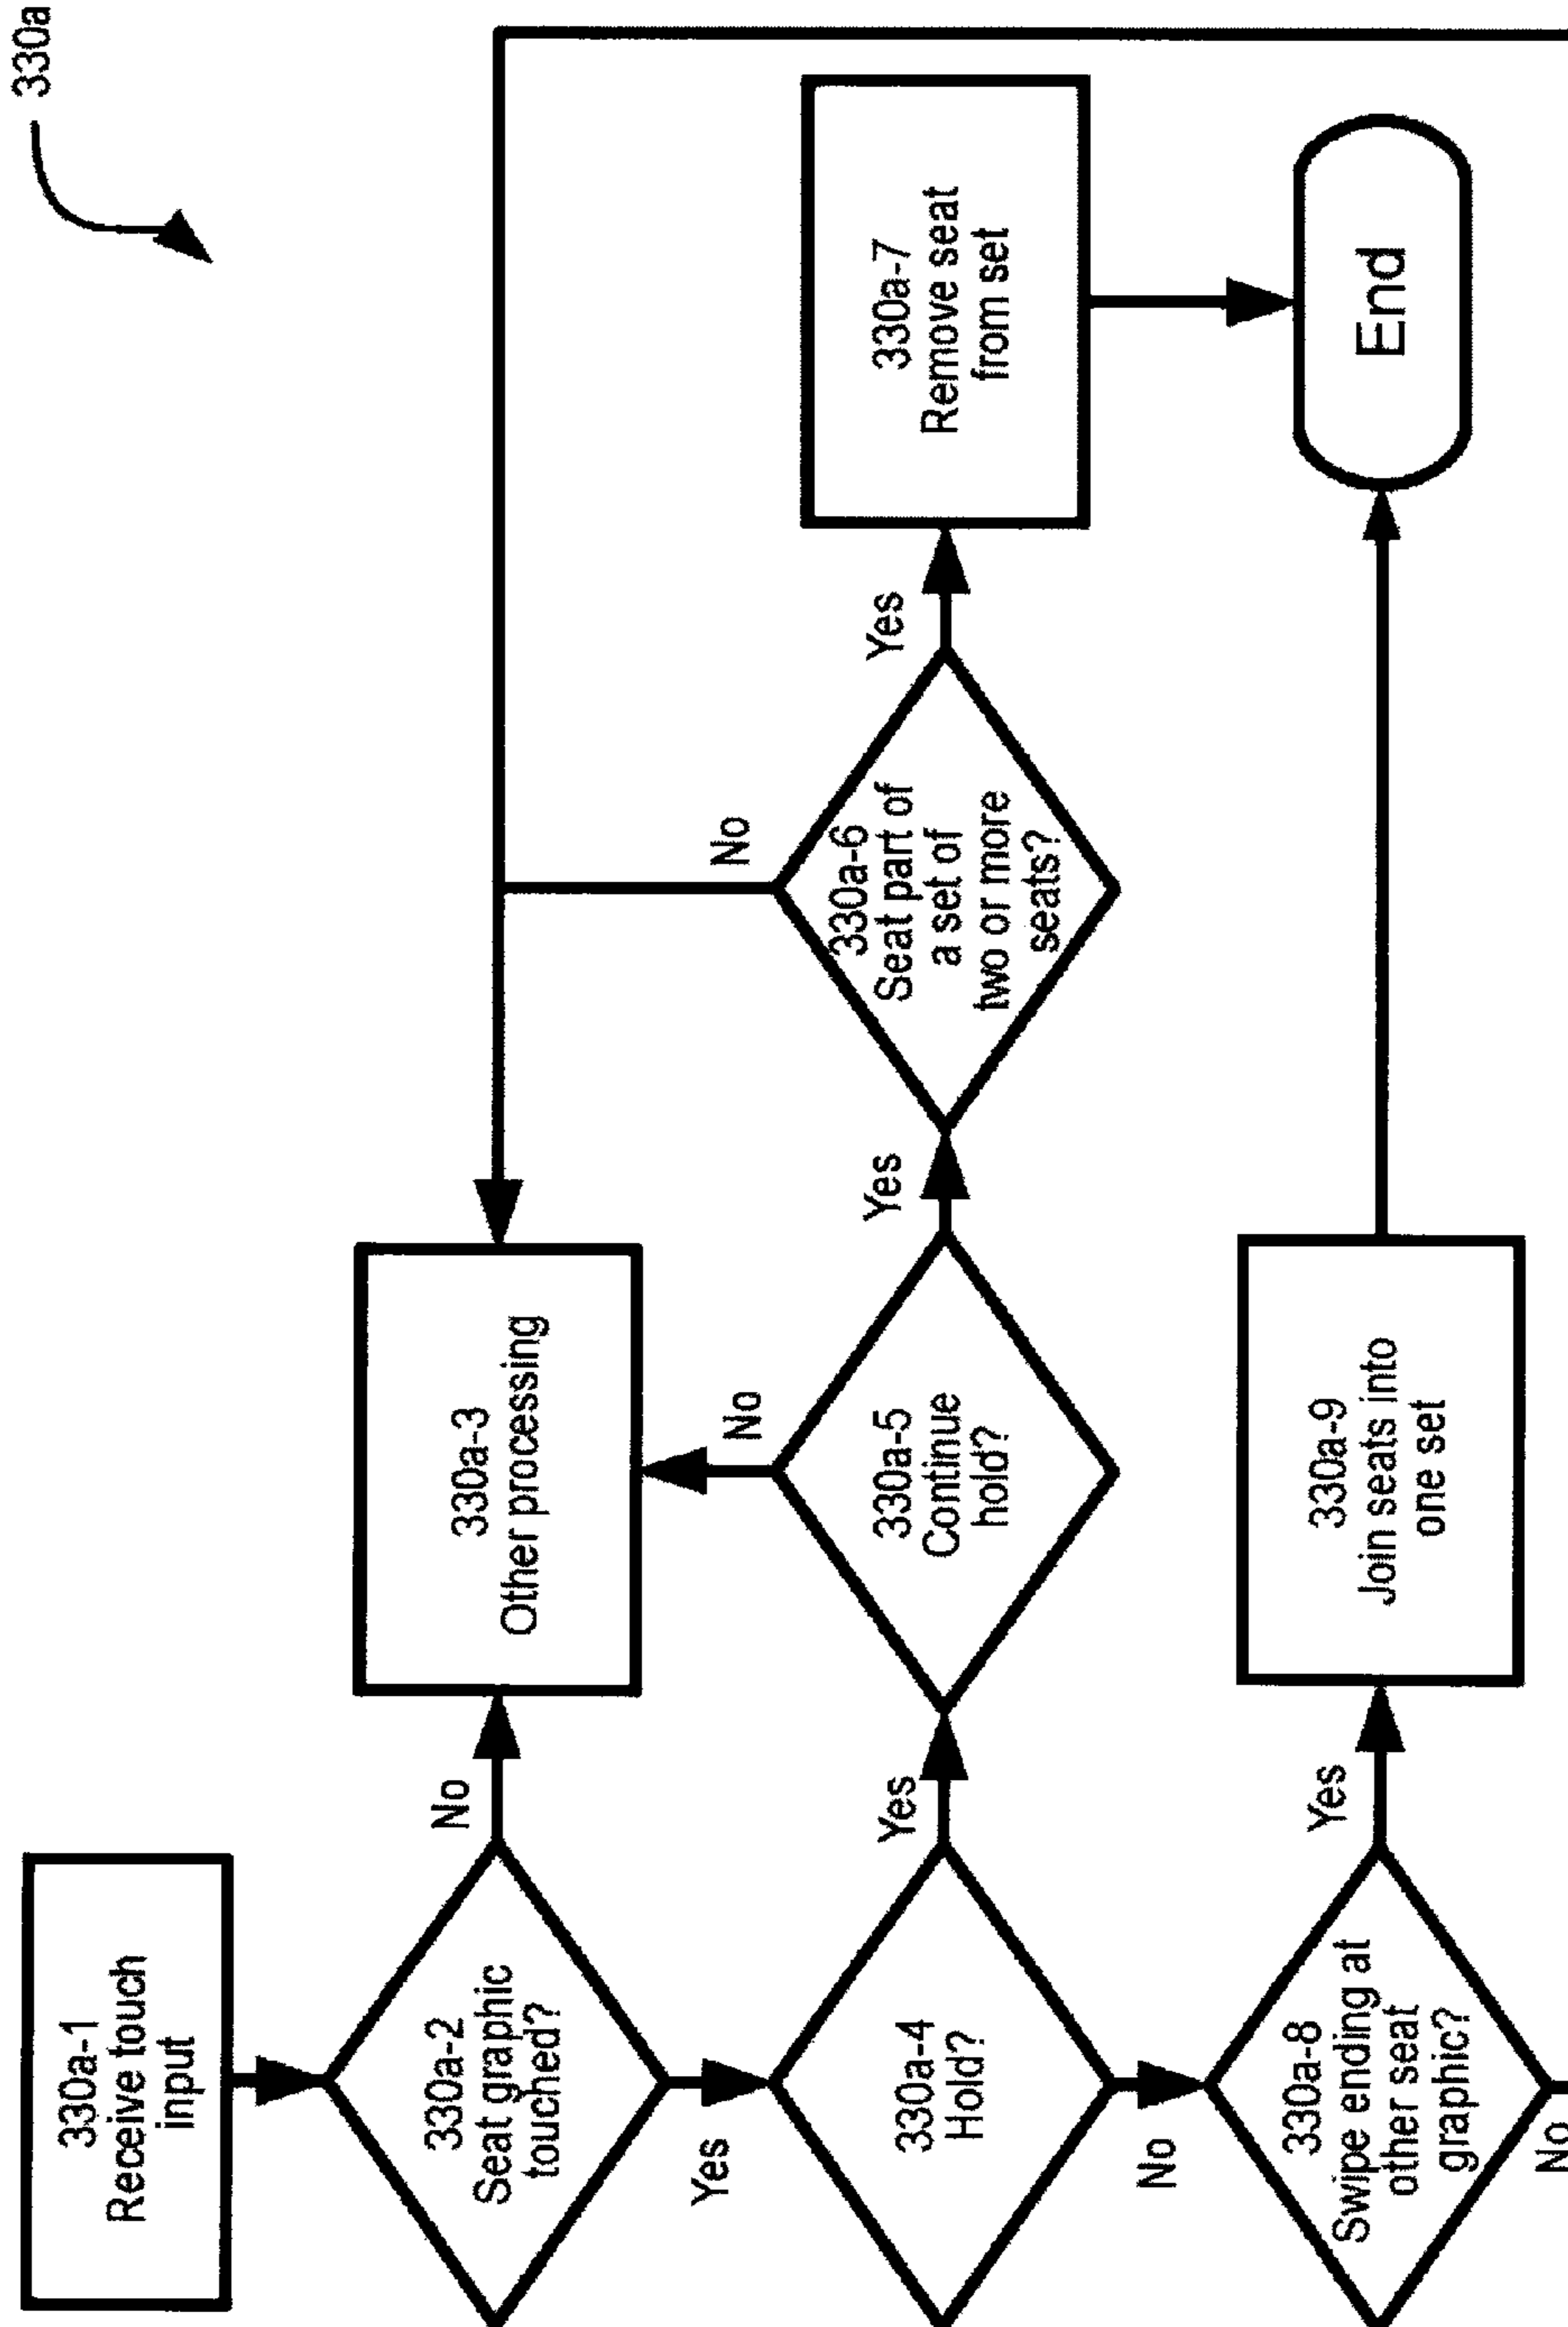 330a
330a-1
Receive touch
input
330a-2
Seat graphic
touched?
No
Yes
330a-3
Other processing
330a-4
Hold?
Yes
No
330a-5
Continue
hold?
No
Yes
330a-6
Seat part of
a set of
two or more
seats?
No
Yes
330a-7
Remove seat
from set
330a-8
Swipe ending at
other seat
graphic?
Yes
No
330a-9
Join seats into
one set
End